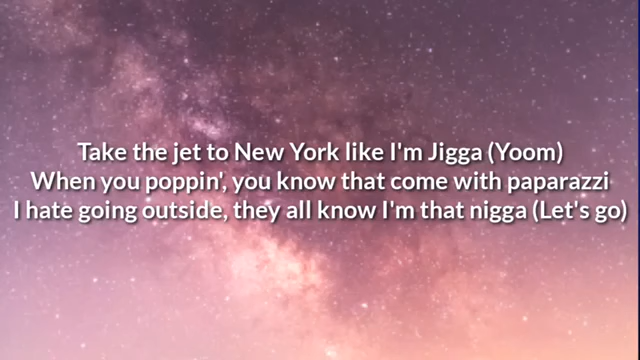 Take the jet to New York like I'm Jigga (Yoom)
When you poppin', you know that come with paparazzi
I hate going outside, they all know I'm that nigga (Let's go)